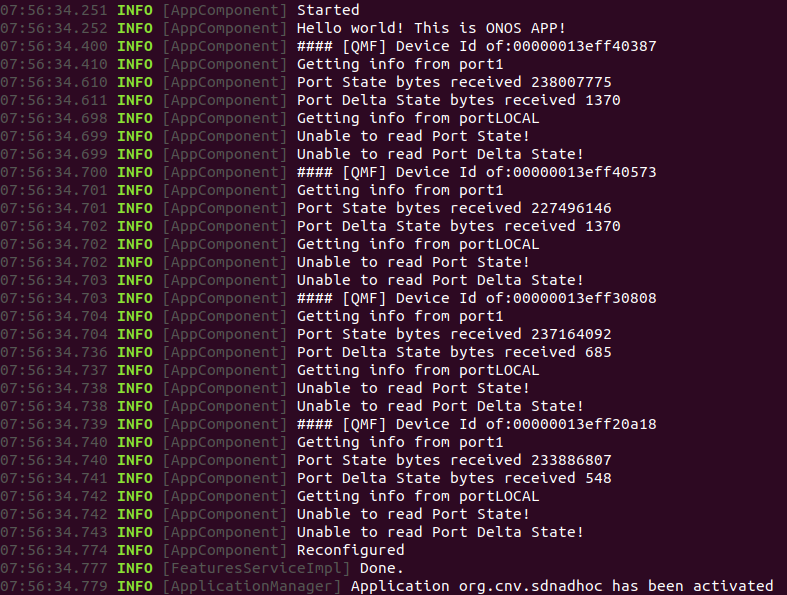 07:56:34.251 INFO [AppComponent] Started
07:56:34.252 INFO [AppComponent] Hello world! This is ONOS APP!
07:56:34.400 INFO [AppComponent] #### [QMF] Device Id of:00000013eff40387
07:56:34.410 INFO [AppComponent] Getting info from port1
07:56:34.610 INFO [AppComponent] Port State bytes received 238007775
07:56:34.611 INFO [AppComponent] Port Delta State bytes received 1370
07:56:34.698 INFO [AppComponent] Getting info from portLOCAL
07:56:34.699 INFO [AppComponent] Unable to read Port State!
07:56:34.699 INFO [AppComponent] Unable to read Port Delta State!
07:56:34.700 INFO [AppComponent] #### [QMF] Device Id of:00000013eff40573
07:56:34.701 INFO [AppComponent] Getting info from port1
07:56:34.701 INFO [AppComponent] Port State bytes received 227496146
07:56:34.702 INFO [AppComponent] Port Delta State bytes received 1370
07:56:34.702 INFO [AppComponent] Getting info from portLOCAL
07:56:34.702 INFO [AppComponent] Unable to read Port State!
07:56:34.703 INFO [AppComponent] Unable to read Port Delta State!
07:56:34.703 INFO [AppComponent] #### [QMF] Device Id of:00000013eff30808
07:56:34.704 INFO [AppComponent] Getting info from port1
07:56:34.704 INFO [AppComponent] Port State bytes received 237164092
07:56:34.736 INFO [AppComponent] Port Delta State bytes received 685
07:56:34.737 INFO [AppComponent] Getting info from portLOCAL
07:56:34.738 INFO [AppComponent] Unable to read Port State!
07:56:34.738 INFO [AppComponent] Unable to read Port Delta State!
07:56:34.739 INFO [AppComponent] #### [QMF] Device Id of:00000013eff20a18
07:56:34.740 INFO [AppComponent] Getting info from port1
07:56:34.740 INFO [AppComponent] Port State bytes received 233886807
07:56:34.741 INFO [AppComponent] Port Delta State bytes received 548
07:56:34.742 INFO [AppComponent] Getting info from portLOCAL
07:56:34.742 INFO [AppComponent] Unable to read Port State!
07:56:34.743 INFO [AppComponent] Unable to read Port Delta State!
07:56:34.774 INFO [AppComponent] Reconfigured
07:56:34.777 INFO [FeaturesServiceImpl] Done.
07:56:34.779 INFO [ApplicationManager] Application org.cnv.sdnadhoc has been activated